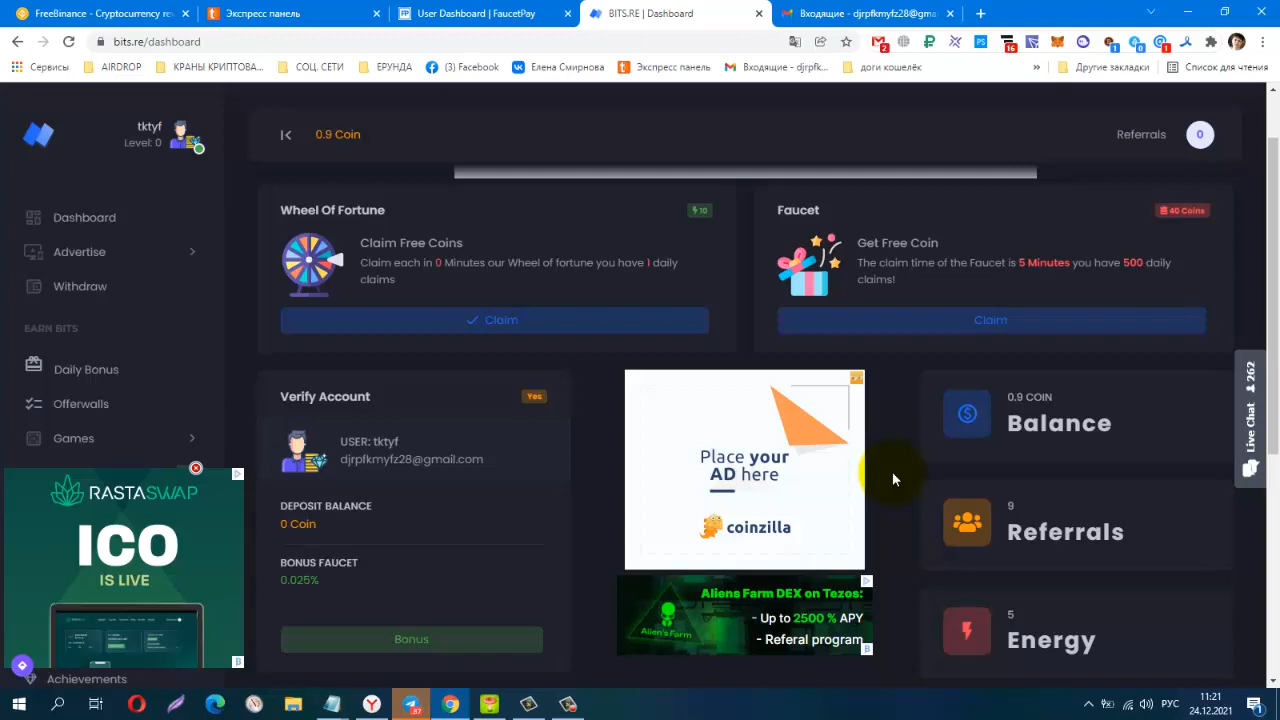 FreeBinance - Cryptocurrency re
Экспресс панель
User Dashboard | FaucetPay
BITS.RE | Dashboard
Входящие - djrpfkmyfz28@gma
bits.re/dashboard
Сервисы
AIRDROP
КРАНЫ КРИПТОВА...
СОЦ. СЕТИ
ЕРУНДА
(3) Facebook
Елена Смирнова
Экспресс панель
Входящие - djrpfk...
доги кошелёк
»
Другие закладки
Список для чтения
tktyf
Level: 0
0.9 Coin
Referrals
0
Dashboard
Advertise
Withdraw
EARN BITS
Daily Bonus
Offerwalls
Games
Achievements
Wheel Of Fortune
10
Claim Free Coins
Claim each in 0 Minutes our Wheel of fortune you have 1 daily
claims
Claim
Faucet
40 Coins
Get Free Coin
The claim time of the Faucet is 5 Minutes you have 500 daily
claims!
Claim
Verify Account
Yes
USER: tktyf
djrpfkmyfz28@gmail.com
DEPOSIT BALANCE
0 Coin
BONUS FAUCET
0.025%
Bonus
Place your
AD here
coinzilla
Aliens Farm DEX on Tezos:
- Up to 2500 % APY
- Referal program
Alien's Farm
0.9 COIN
Balance
9
Referrals
5
Energy
Live Chat 262
RASTASWAP
ICO
IS LIVE
РУС
11:21
24.12.2021